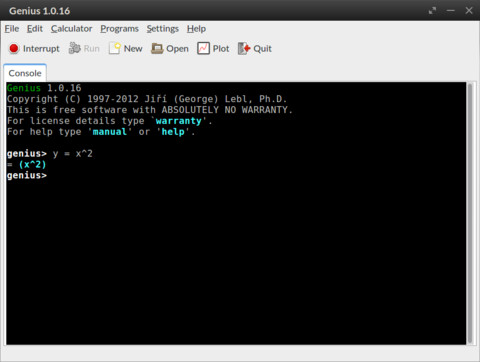 Genius 1.0.16
File Edit Calculator Programs Settings Help
Interrupt Run New Open Plot Quit
Console
Genius 1.0.16
Copyright (C) 1997-2012 Jiří (George) Lebl, Ph.D.
This is free software with ABSOLUTELY NO WARRANTY.
For license details type `warranty'.
For help type 'manual' or 'help'.
genius> y = x^2
= (x^2)
genius>